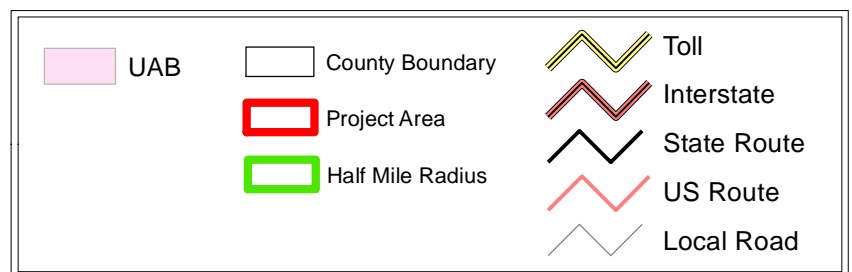 UAB
County Boundary
Project Area
Half Mile Radius
Toll
Interstate
State Route
US Route
Local Road